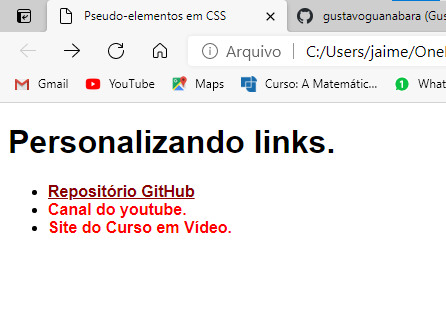 Pseudo-elementos em CSS
gustavoguanabara (Gus
Arquivo
C:/Users/jaime/One
Gmail
YouTube
Maps
Curso: A Matemátic...
What
Personalizando links.
Repositório GitHub
Canal do youtube.
Site do Curso em Vídeo.